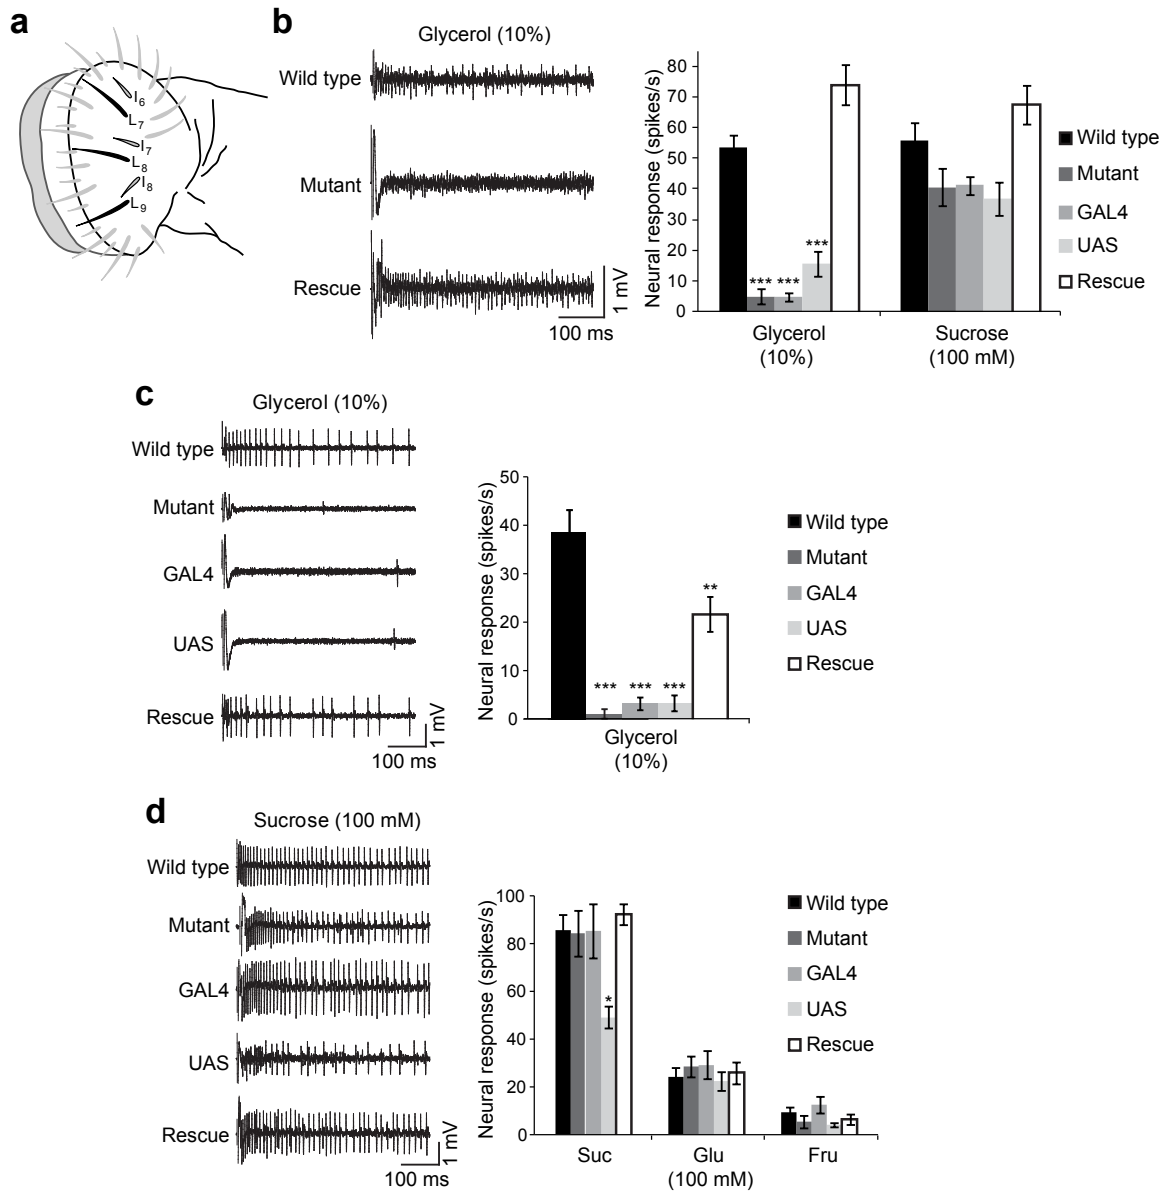 a
I6
L7
I7
L8
I8
L9
b
Glycerol (10%)
Wild type
Mutant
Rescue
1 mV
100 ms
Neural response (spikes/s)
80
70
60
50
40
30
20
10
0
***
***
***
Glycerol
(10%)
Sucrose
(100 mM)
Wild type
Mutant
GAL4
UAS
Rescue
c
Glycerol (10%)
Wild type
Mutant
GAL4
UAS
Rescue
1 mV
100 ms
Neural response (spikes/s)
50
40
30
20
10
0
***
***
***
**
Glycerol
(10%)
Wild type
Mutant
GAL4
UAS
Rescue
d
Sucrose (100 mM)
Wild type
Mutant
GAL4
UAS
Rescue
1 mV
100 ms
Neural response (spikes/s)
100
80
60
40
20
0
*
Suc
Glu
Fru
(100 mM)
Wild type
Mutant
GAL4
UAS
Rescue